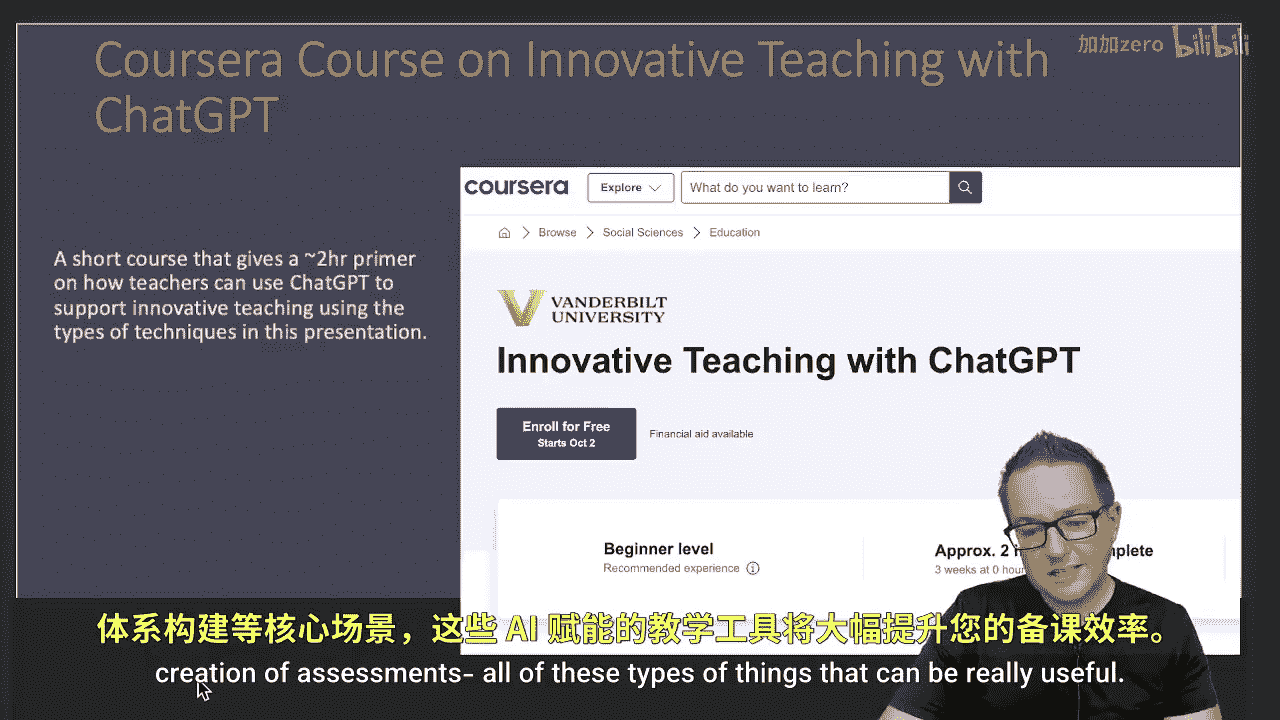 Coursera Course on Innovative Teaching with
ChatGPT
加加zero bilibili
A short course that gives a ~2hr primer
on how teachers can use ChatGPT to
support innovative teaching using the
types of techniques in this presentation.
coursera Explore What do you want to learn?
Browse Social Sciences Education
VANDERBILT
UNIVERSITY
Innovative Teaching with ChatGPT
Enroll for Free
Starts Oct 2
Financial aid available
Beginner level
Recommended experience
Approx. 2
3 weeks at 0
体系构建等核心场景，这些 AI 赋能的教学工具将大幅提升您的备课效率。
creation of assessments- all of these types of things that can be really useful.